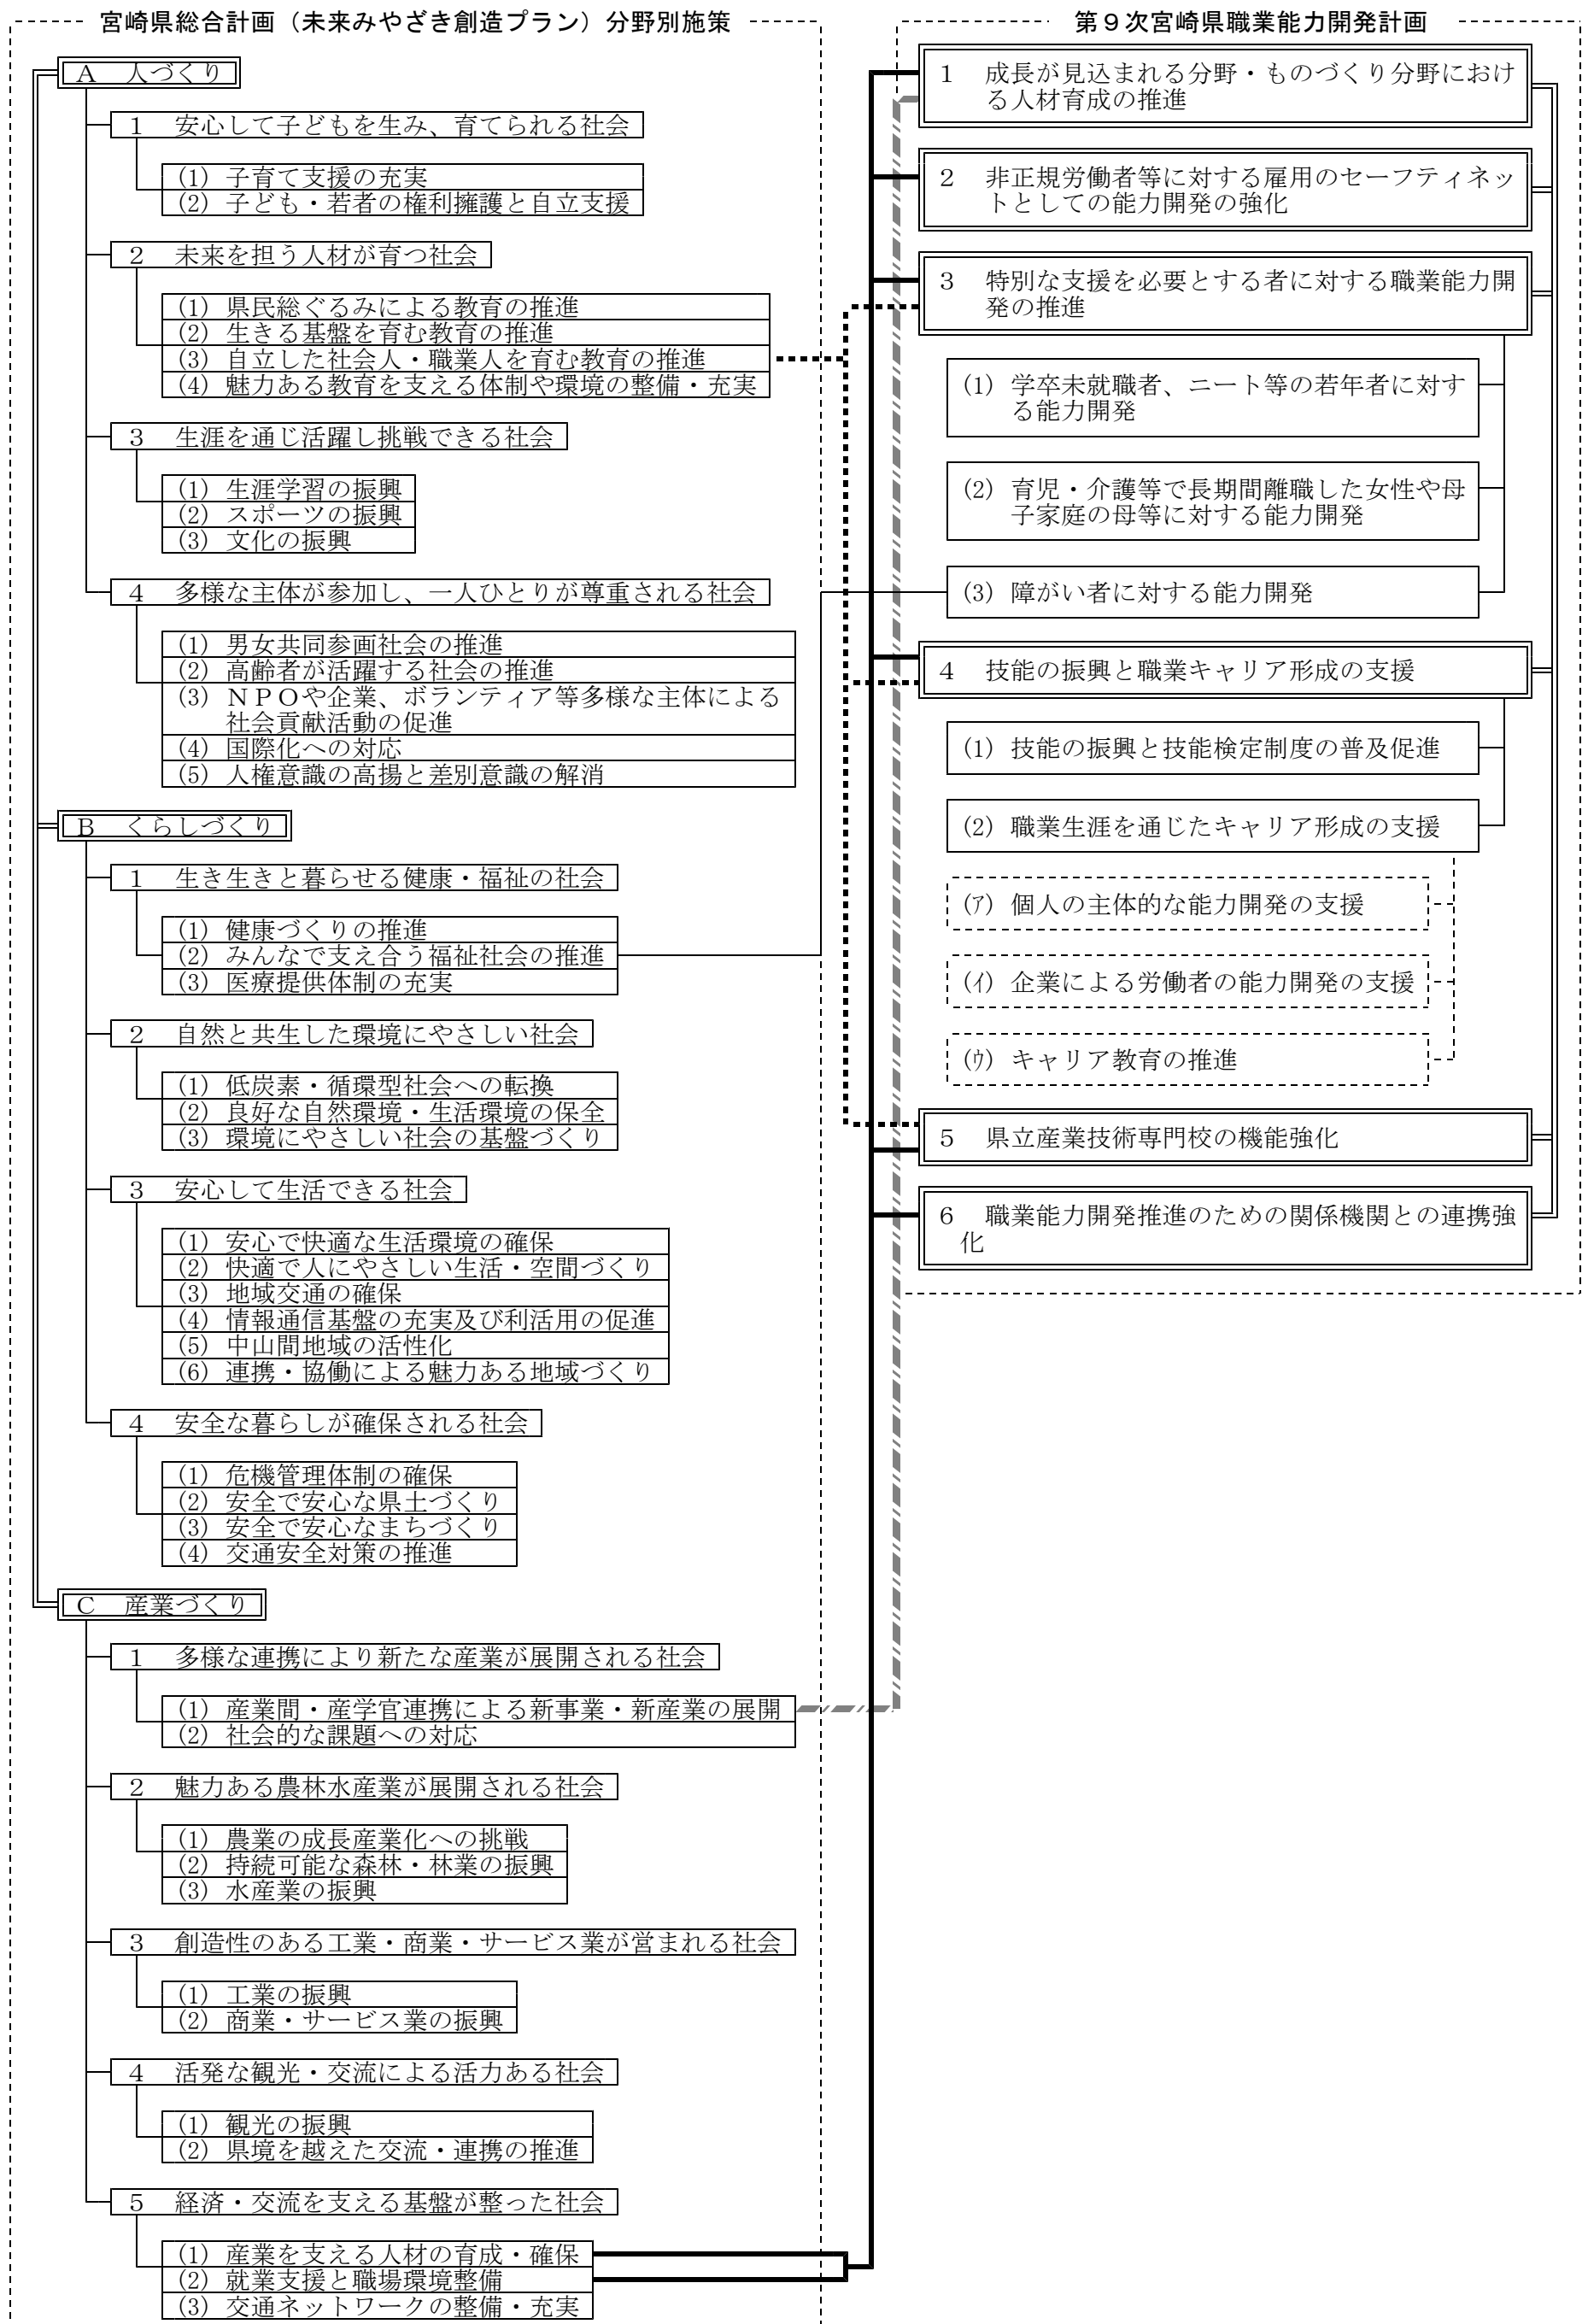 宮崎県総合計画（未来みやざき創造プラン）分野別施策
Ａ　人づくり
１　安心して子どもを生み、育てられる社会
(1) 子育て支援の充実
(2) 子ども・若者の権利擁護と自立支援
２　未来を担う人材が育つ社会
(1) 県民総ぐるみによる教育の推進
(2) 生きる基盤を育む教育の推進
(3) 自立した社会人・職業人を育む教育の推進
(4) 魅力ある教育を支える体制や環境の整備・充実
３　生涯を通じ活躍し挑戦できる社会
(1) 生涯学習の振興
(2) スポーツの振興
(3) 文化の振興
４　多様な主体が参加し、一人ひとりが尊重される社会
(1) 男女共同参画社会の推進
(2) 高齢者が活躍する社会の推進
(3) ＮＰＯや企業、ボランティア等多様な主体による
社会貢献活動の促進
(4) 国際化への対応
(5) 人権意識の高揚と差別意識の解消
Ｂ　くらしづくり
１　生き生きと暮らせる健康・福祉の社会
(1) 健康づくりの推進
(2) みんなで支え合う福祉社会の推進
(3) 医療提供体制の充実
２　自然と共生した環境にやさしい社会
(1) 低炭素・循環型社会への転換
(2) 良好な自然環境・生活環境の保全
(3) 環境にやさしい社会の基盤づくり
３　安心して生活できる社会
(1) 安心で快適な生活環境の確保
(2) 快適で人にやさしい生活・空間づくり
(3) 地域交通の確保
(4) 情報通信基盤の充実及び利活用の促進
(5) 中山間地域の活性化
(6) 連携・協働による魅力ある地域づくり
４　安全な暮らしが確保される社会
(1) 危機管理体制の確保
(2) 安全で安心な県土づくり
(3) 安全で安心なまちづくり
(4) 交通安全対策の推進
Ｃ　産業づくり
１　多様な連携により新たな産業が展開される社会
(1) 産業間・産学官連携による新事業・新産業の展開
(2) 社会的な課題への対応
２　魅力ある農林水産業が展開される社会
(1) 農業の成長産業化への挑戦
(2) 持続可能な森林・林業の振興
(3) 水産業の振興
３　創造性のある工業・商業・サービス業が営まれる社会
(1) 工業の振興
(2) 商業・サービス業の振興
４　活発な観光・交流による活力ある社会
(1) 観光の振興
(2) 県境を越えた交流・連携の推進
５　経済・交流を支える基盤が整った社会
(1) 産業を支える人材の育成・確保
(2) 就業支援と職場環境整備
(3) 交通ネットワークの整備・充実
第９次宮崎県職業能力開発計画
１　成長が見込まれる分野・ものづくり分野におけ
る人材育成の推進
２　非正規労働者等に対する雇用のセーフティネッ
トとしての能力開発の強化
３　特別な支援を必要とする者に対する職業能力開
発の推進
(1) 学卒未就職者、ニート等の若年者に対す
る能力開発
(2) 育児・介護等で長期間離職した女性や母
子家庭の母等に対する能力開発
(3) 障がい者に対する能力開発
４　技能の振興と職業キャリア形成の支援
(1) 技能の振興と技能検定制度の普及促進
(2) 職業生涯を通じたキャリア形成の支援
(ｱ) 個人の主体的な能力開発の支援
(ｲ) 企業による労働者の能力開発の支援
(ｳ) キャリア教育の推進
５　県立産業技術専門校の機能強化
６　職業能力開発推進のための関係機関との連携強
化